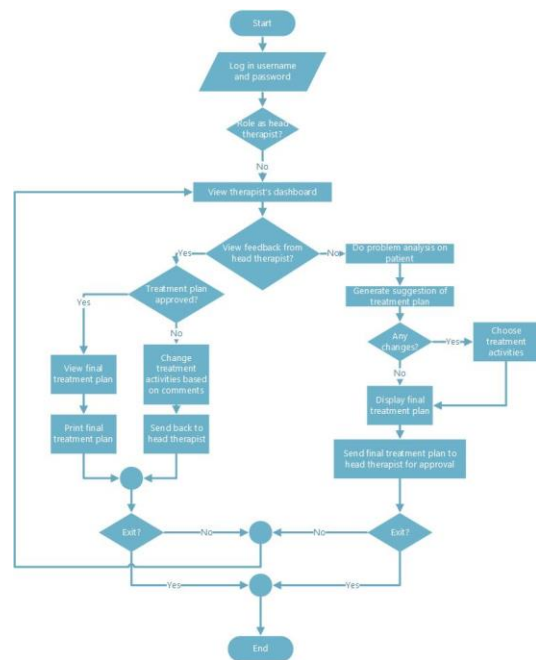 Start
Log in username
and password
Role as head
therapist?
No
View therapist's dashboard
Yes
View feedback from
head therapist?
No
Do problem analysis on
patient
Treatment plan
approved?
Generate suggestion of
treatment plan
Yes
No
Any
changes?
Yes
Choose
treatment
activities
View final
treatment plan
Change
treatment
activities based
on comments
No
Display final
treatment plan
Print final
treatment plan
Send back to
head therapist
Send final treatment plan to
head therapist for approval
Exit?
No
No
Exit?
Yes
Yes
End